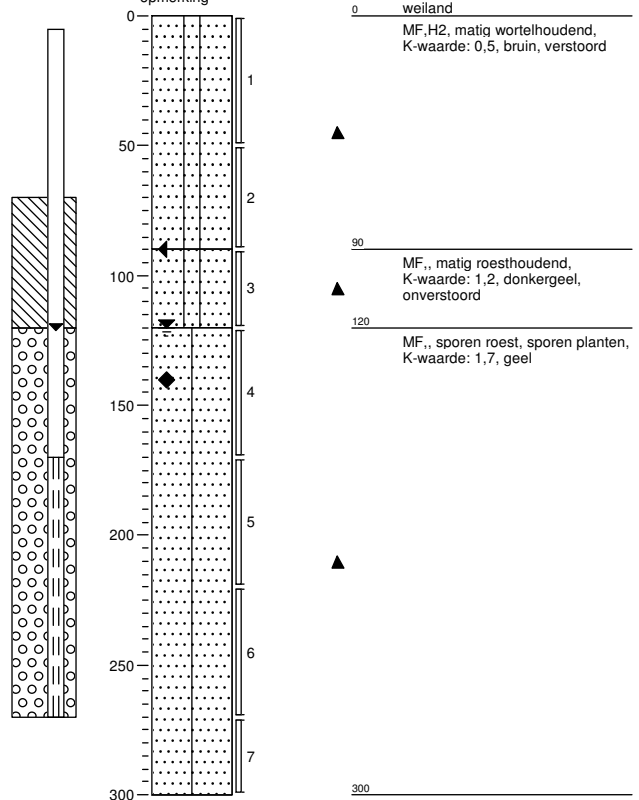 opmerking
0
50
100
150
200
250
300
1
2
3
4
5
6
7
0
weiland
MF,H2, matig wortelhoudend,
K-waarde: 0,5, bruin, verstoord
90
MF,, matig roesthoudend,
K-waarde: 1,2, donkergeel,
onverstoord
120
MF,, sporen roest, sporen planten,
K-waarde: 1,7, geel
300